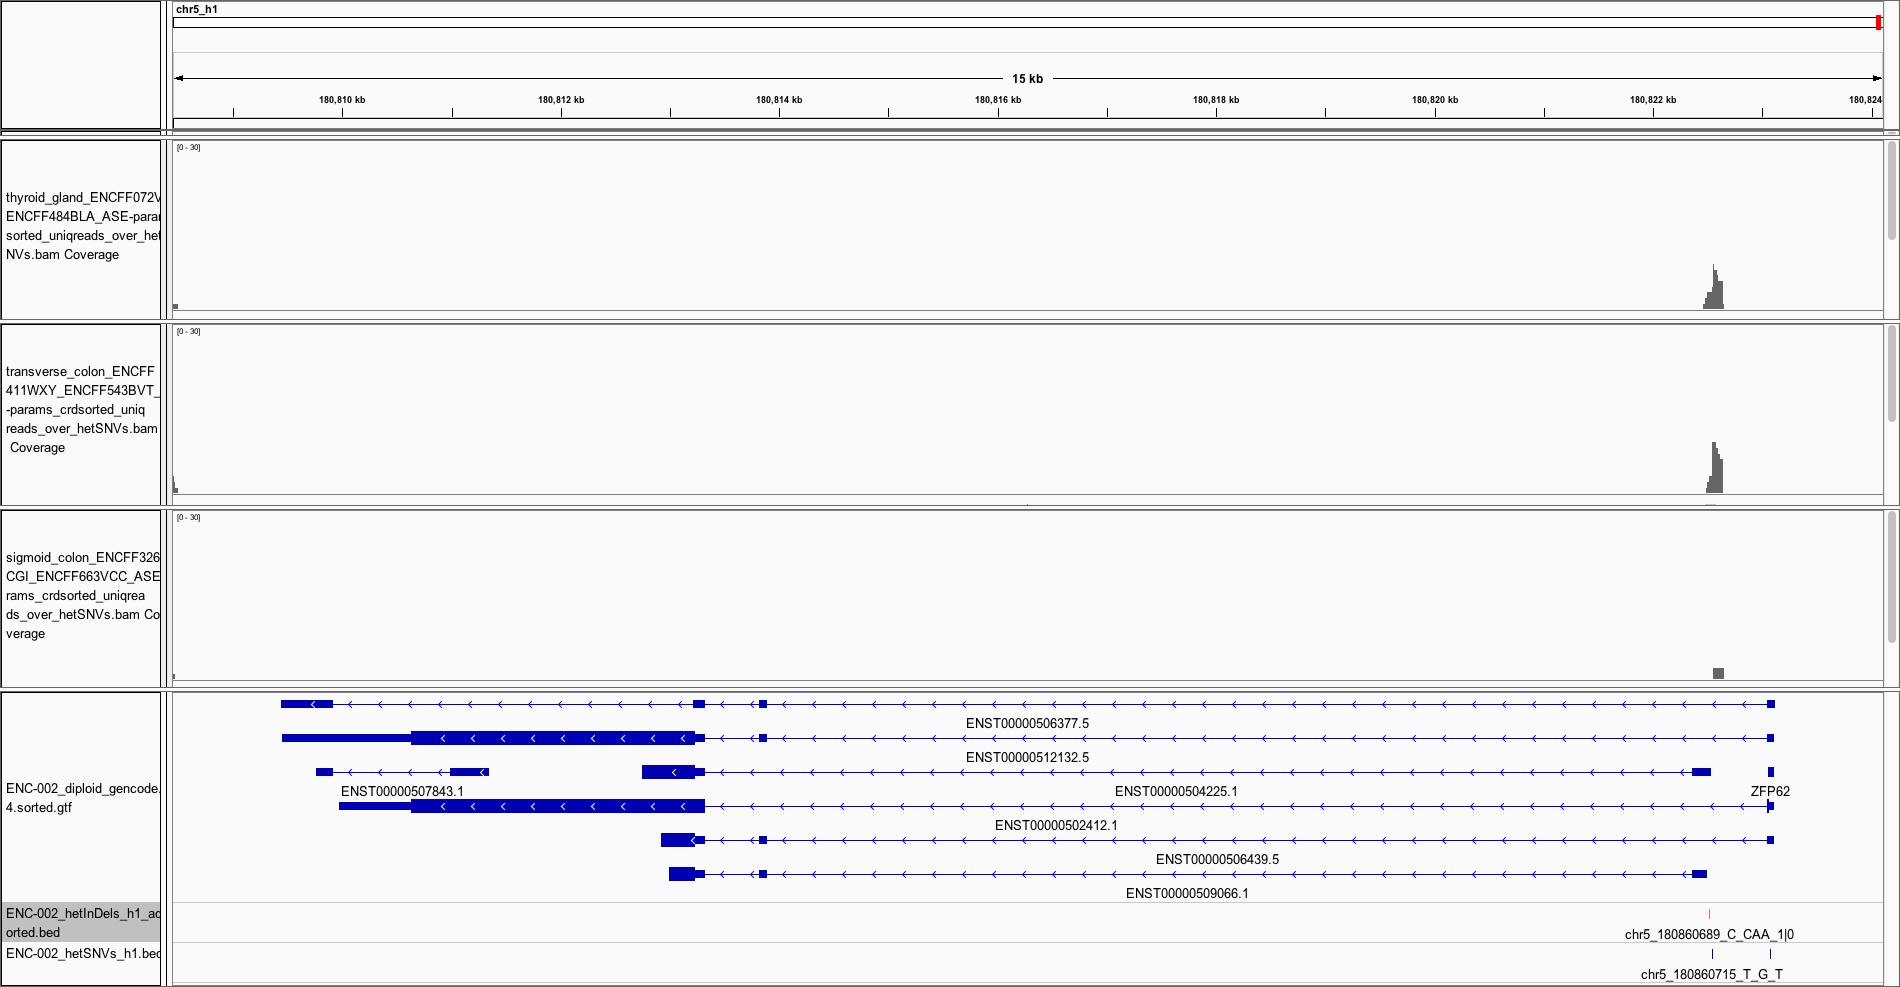 chr5_h1
15 kb
180,810 kb 180,812 kb 180,814 kb 180,816 kb 180,818 kb 180,820 kb 180,822 kb 180,824
[0 - 30]
thyroid_gland_ENCFF072V
ENCFF484BLA_ASE-parar
sorted_uniqreads_over_het
NVs.bam Coverage
[0 - 30]
transverse_colon_ENCFF
411WXY_ENCFF543BVT_
-params_crdsorted_uniq
reads_over_hetSNVs.bam
Coverage
[0 - 30]
sigmoid_colon_ENCFF326
CGI_ENCFF663VCC_ASE
rams_crdsorted_uniqrea
ds_over_hetSNVs.bam Co
verage
ENC-002_diploid_gencode.
4.sorted.gtf
ENST00000506377.5
ENST00000512132.5
ENST00000507843.1 ENST00000504225.1 ZFP62
ENST00000502412.1
ENST00000506439.5
ENST00000509066.1
ENC-002_hetInDels_h1_ac
orted.bed
chr5_180860689_C_CAA_1|0
ENC-002_hetSNVs_h1.bed
chr5_180860715_T_G_T